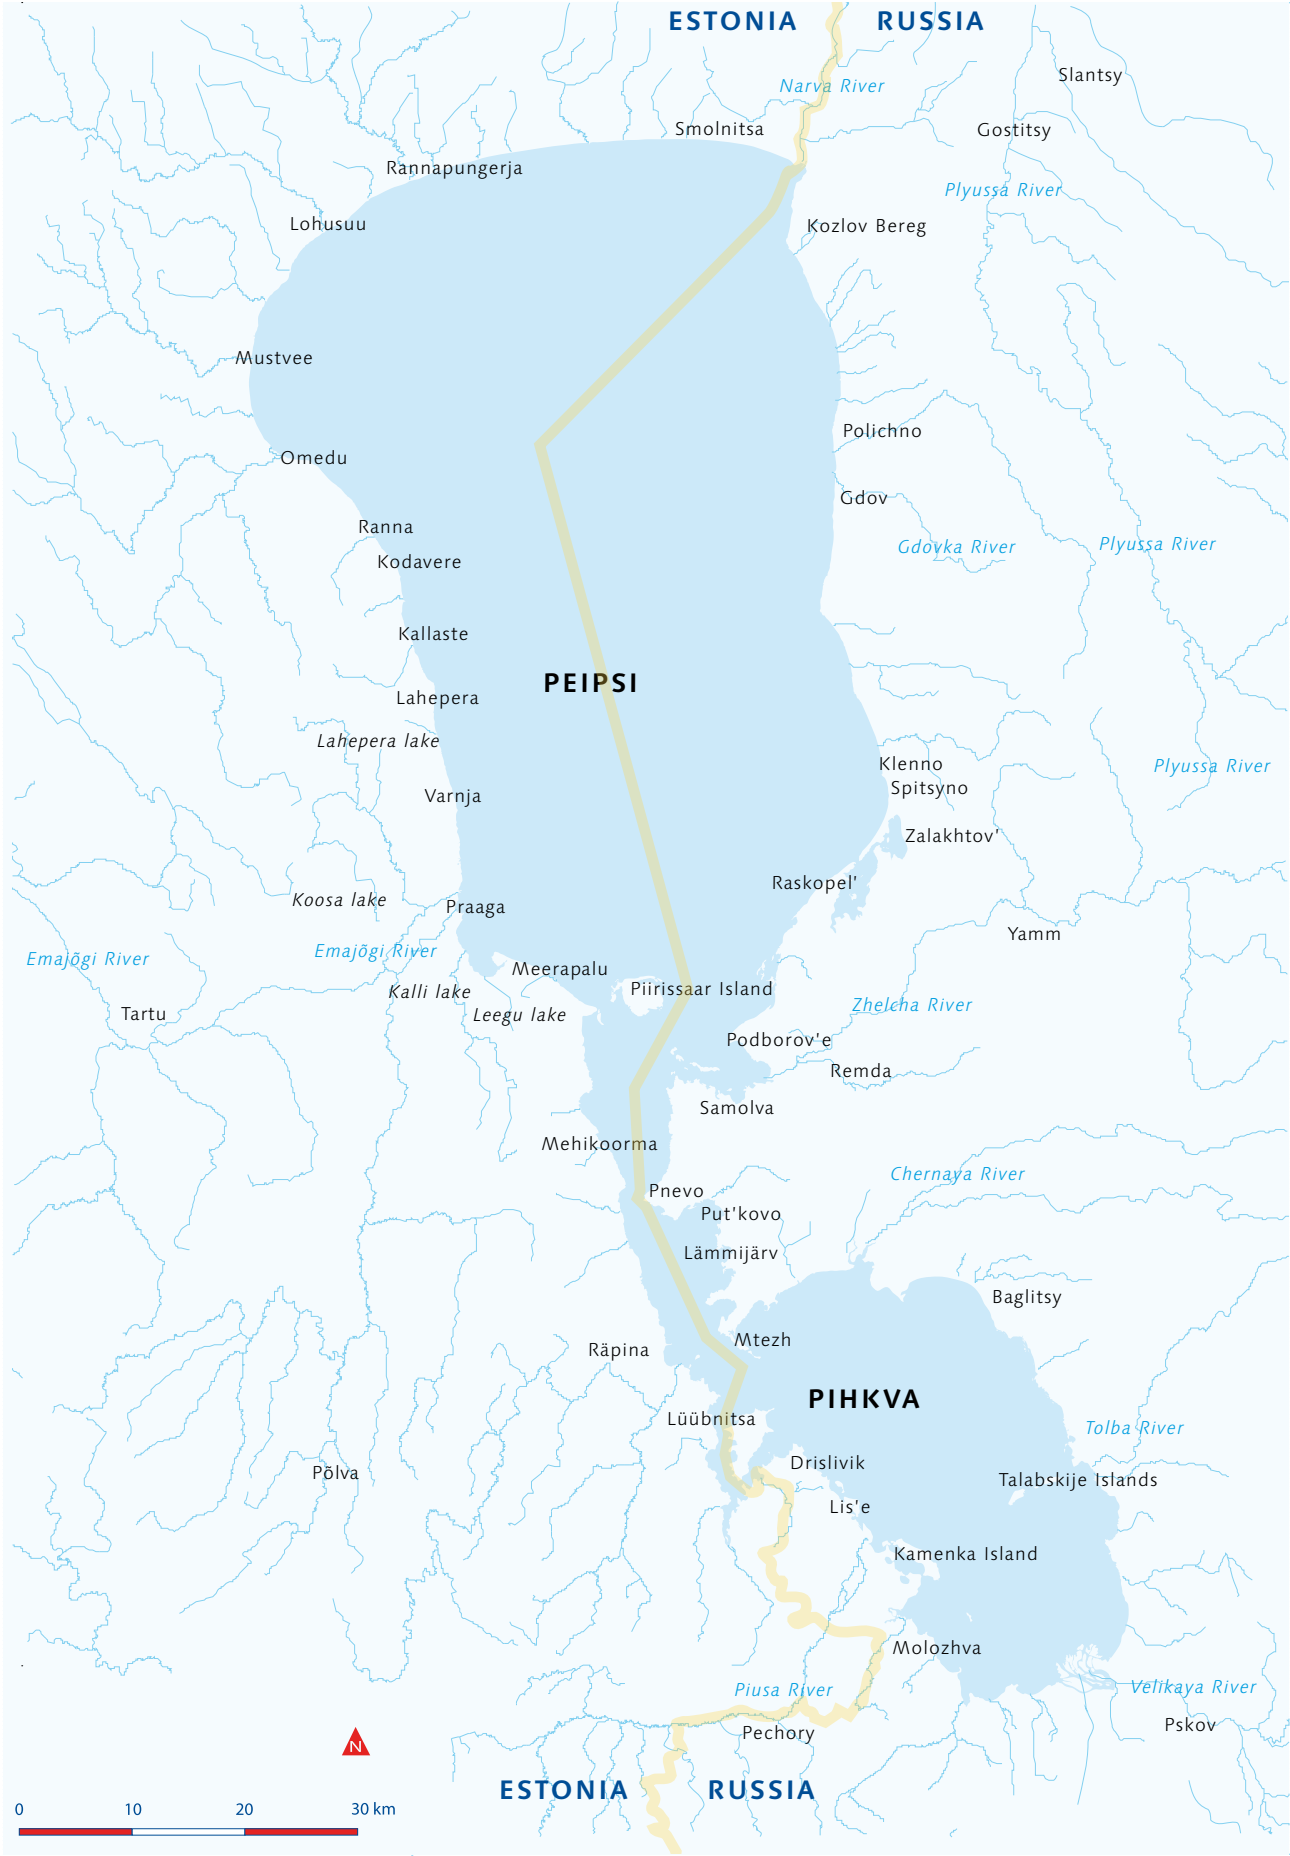 ESTONIA
RUSSIA
Slantsy
Narva River
Smolnitsa
Gostitsy
Rannapungerja
Plyussa River
Lohusuu
Kozlov Bereg
Mustvee
Polichno
Omedu
Gdov
Ranna
Gdovka River
Plyussa River
Kodavere
Kallaste
PEIPSI
Lahepera
Lahepera lake
Klenno
Plyussa River
Spitsyno
Varnja
Zalakhtov'
Raskopel'
Koosa lake
Praaga
Yamm
Emajõgi River
Emajõgi River
Meerapalu
Kalli lake
Piirissaar Island
Zhelcha River
Tartu
Leegu lake
Podborov'e
Remda
Samolva
Mehikoorma
Chernaya River
Pnevo
Put'kovo
Lämmijärv
Baglitsy
Mtezh
Räpina
PIHKVA
Lüübnitsa
Tolba River
Drislivik
Põlva
Talabskije Islands
Lis'e
Kamenka Island
Molozhva
Piusa River
Velikaya River
Pskov
Pechory
N
ESTONIA
RUSSIA
0 10 20 30 km